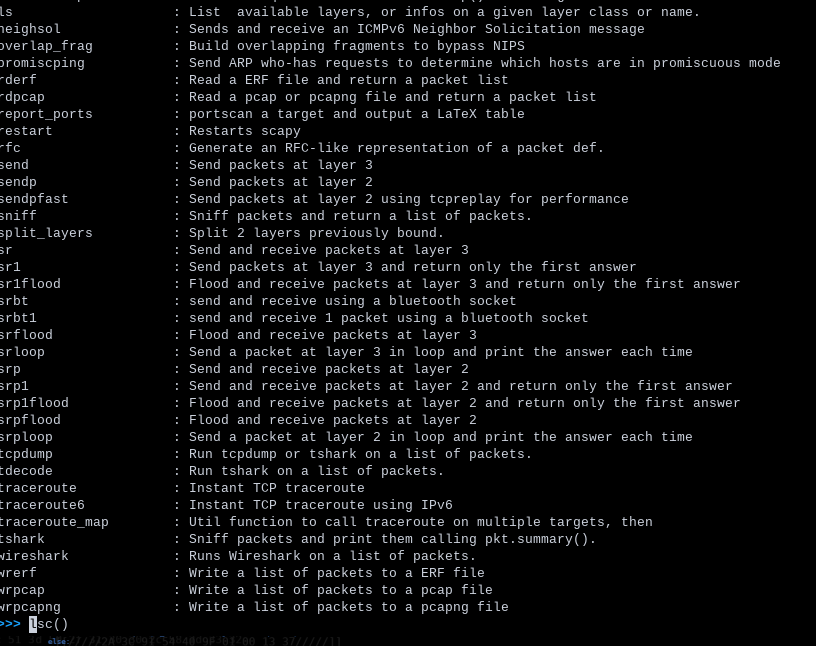 ls : List  available layers, or infos on a given layer class or name.
neighsol : Sends and receive an ICMPv6 Neighbor Solicitation message
overlap_frag : Build overlapping fragments to bypass NIPS
promiscping : Send ARP who-has requests to determine which hosts are in promiscuous mode
rderf : Read a ERF file and return a packet list
rdpcap : Read a pcap or pcapng file and return a packet list
report_ports : portscan a target and output a LaTeX table
restart : Restarts scapy
rfc : Generate an RFC-like representation of a packet def.
send : Send packets at layer 3
sendp : Send packets at layer 2
sendpfast : Send packets at layer 2 using tcpreplay for performance
sniff : Sniff packets and return a list of packets.
split_layers : Split 2 layers previously bound.
sr : Send and receive packets at layer 3
sr1 : Send packets at layer 3 and return only the first answer
sr1flood : Flood and receive packets at layer 3 and return only the first answer
srbt : send and receive using a bluetooth socket
srbt1 : send and receive 1 packet using a bluetooth socket
srflood : Flood and receive packets at layer 3
srloop : Send a packet at layer 3 in loop and print the answer each time
srp : Send and receive packets at layer 2
srp1 : Send and receive packets at layer 2 and return only the first answer
srp1flood : Flood and receive packets at layer 2 and return only the first answer
srpflood : Flood and receive packets at layer 2
srploop : Send a packet at layer 2 in loop and print the answer each time
tcpdump : Run tcpdump or tshark on a list of packets.
tdecode : Run tshark on a list of packets.
traceroute : Instant TCP traceroute
traceroute6 : Instant TCP traceroute using IPv6
traceroute_map : Util function to call traceroute on multiple targets, then
tshark : Sniff packets and print them calling pkt.summary().
wireshark : Runs Wireshark on a list of packets.
wrerf : Write a list of packets to a ERF file
wrpcap : Write a list of packets to a pcap file
wrpcapng : Write a list of packets to a pcapng file
>>> lsc()
else: